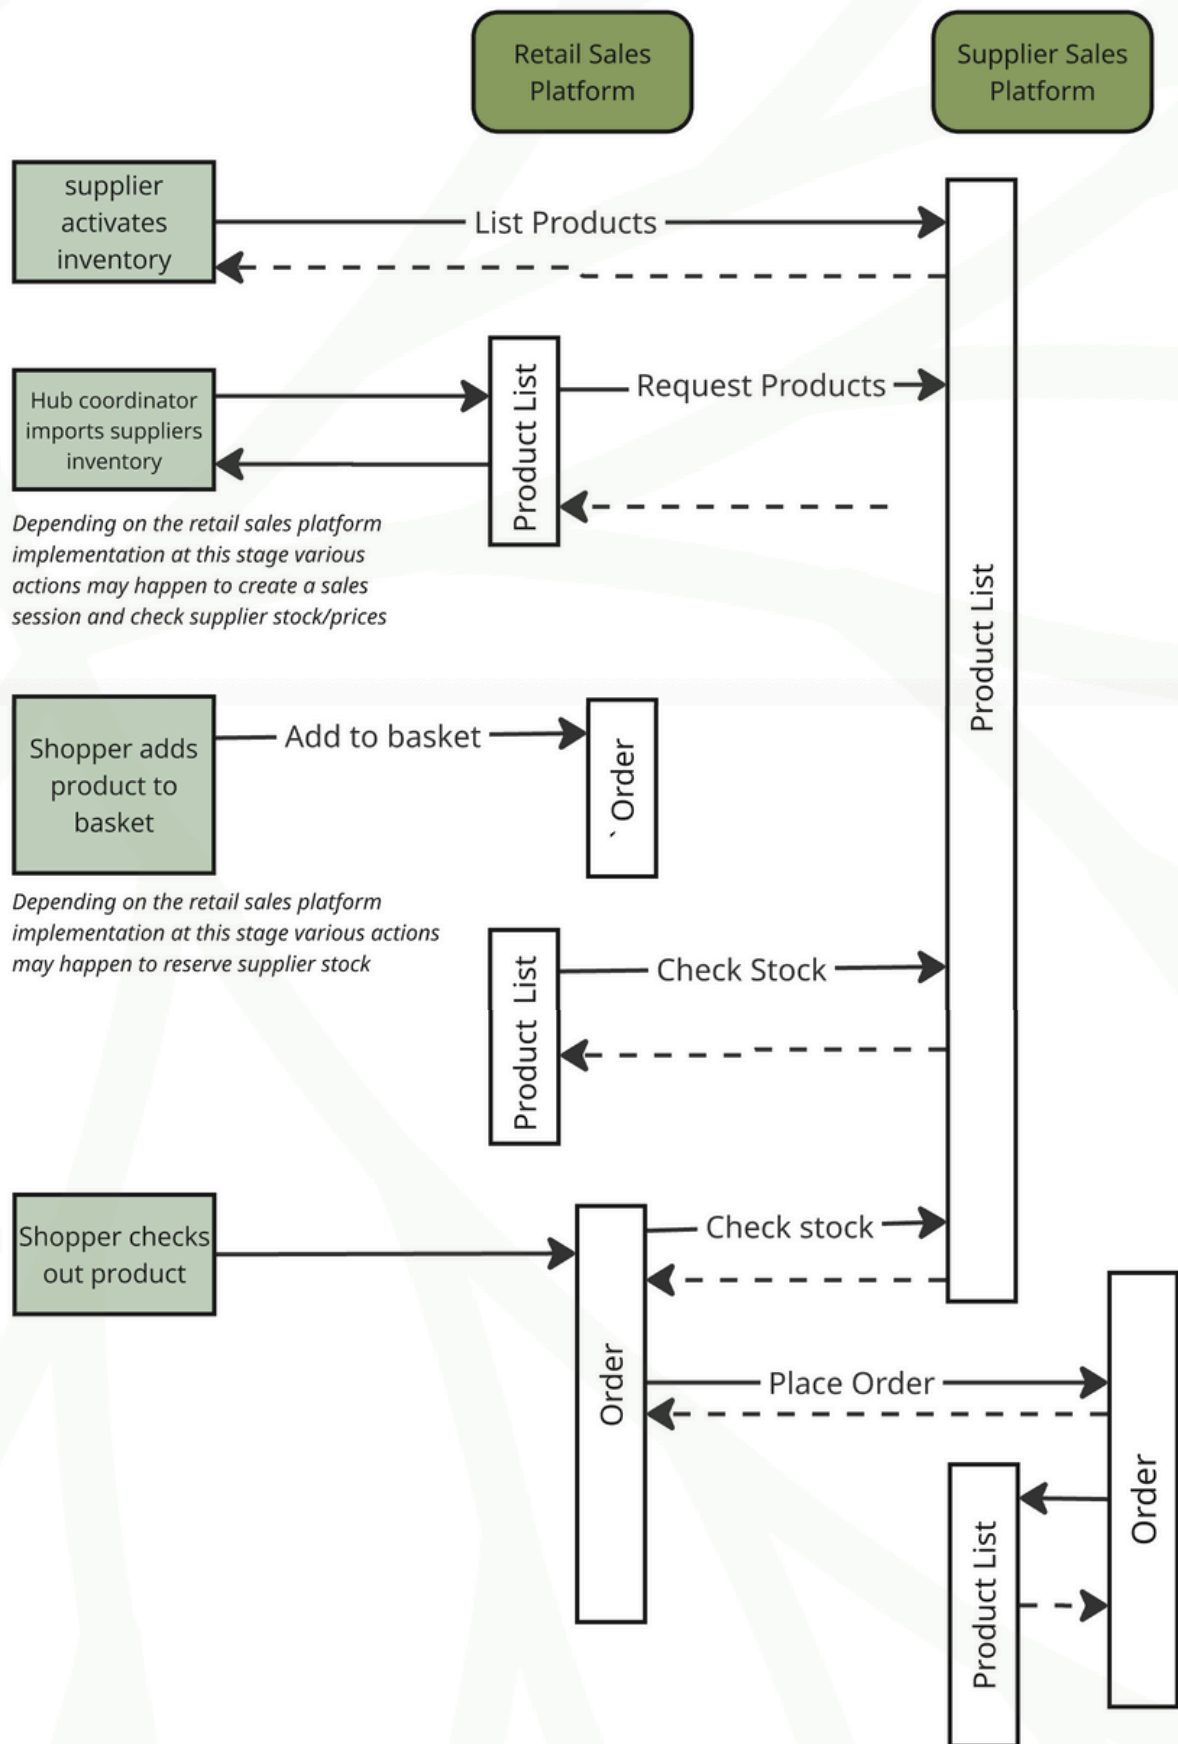 Retail Sales
Platform
Supplier Sales
Platform
supplier
activates
inventory
List Products
Hub coordinator
imports suppliers
inventory
Product List
Request Products
Depending on the retail sales platform
implementation at this stage various
actions may happen to create a sales
session and check supplier stock/prices
Product List
Shopper adds
product to
basket
Add to basket
`Order
Depending on the retail sales platform
implementation at this stage various actions
may happen to reserve supplier stock
Product List
Check Stock
Shopper checks
out product
Check stock
Order
Place Order
Order
Product List